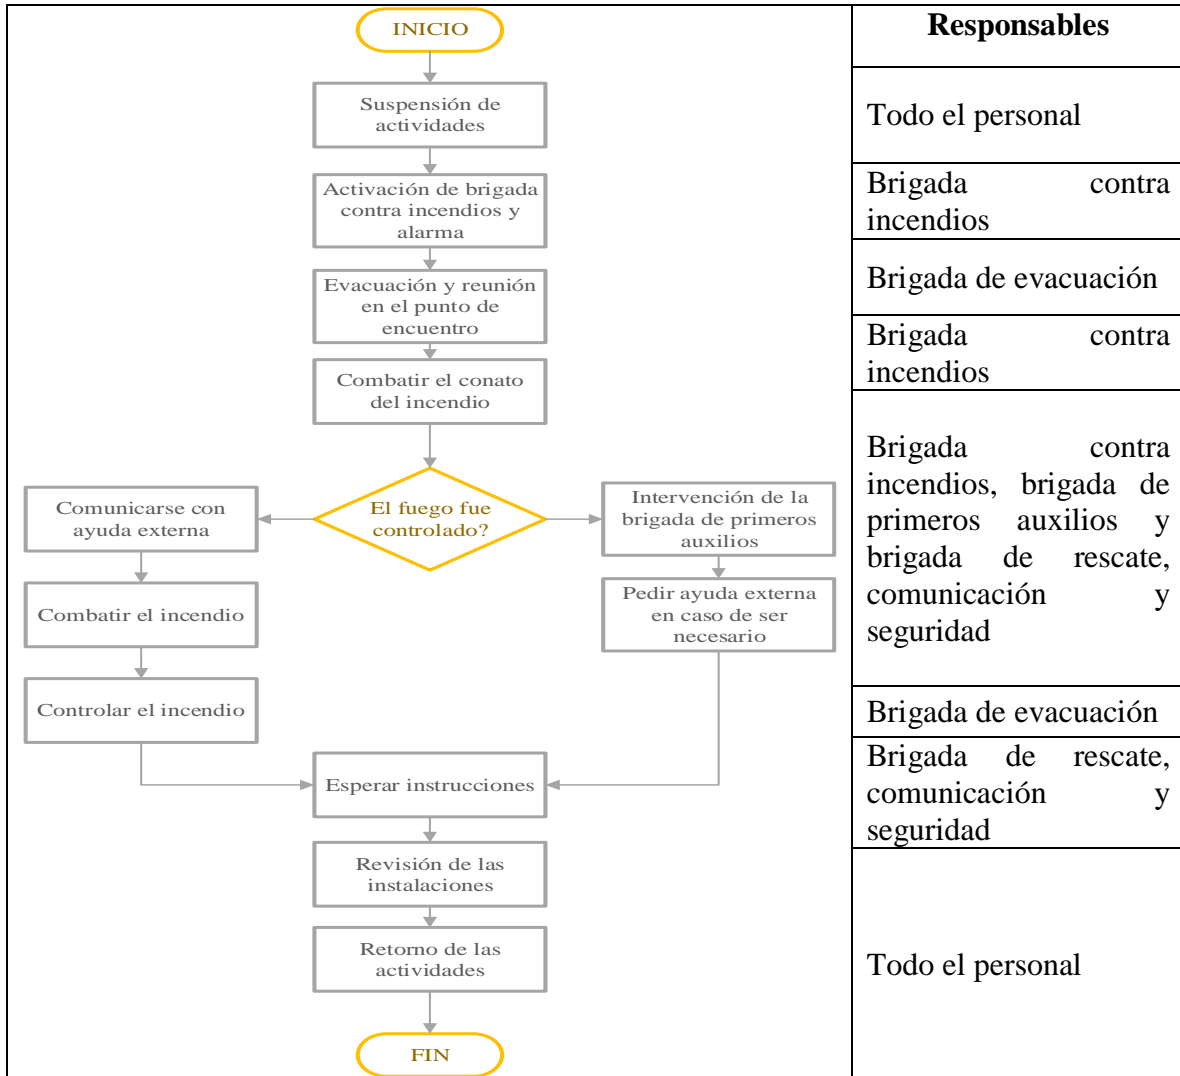 INICIO
Suspensión de
actividades
Activación de brigada
contra incendios y
alarma
Evacuación y reunión
en el punto de
encuentro
Combatir el conato
del incendio
El fuego fue
controlado?
Comunicarse con
ayuda externa
Combatir el incendio
Controlar el incendio
Intervención de la
brigada de primeros
auxilios
Pedir ayuda externa
en caso de ser
necesario
Esperar instrucciones
Revisión de las
instalaciones
Retorno de las
actividades
FIN
Responsables
Todo el personal
Brigada contra
incendios
Brigada de evacuación
Brigada contra
incendios
Brigada contra
incendios, brigada de
primeros auxilios y
brigada de rescate,
comunicación y
seguridad
Brigada de evacuación
Brigada de rescate,
comunicación y
seguridad
Todo el personal